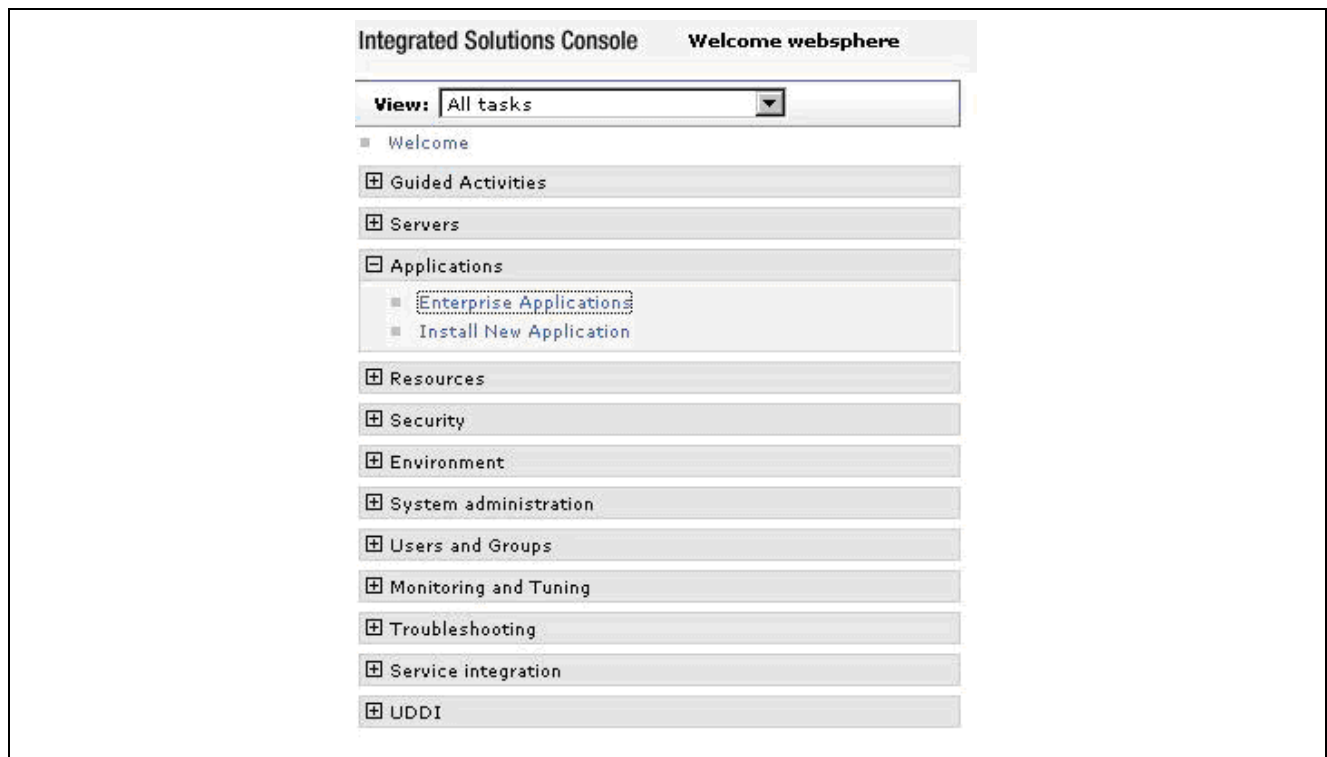 Integrated Solutions Console Welcome websphere
View: All tasks
Welcome
Guided Activities
Servers
Applications
Enterprise Applications
Install New Application
Resources
Security
Environment
System administration
Users and Groups
Monitoring and Tuning
Troubleshooting
Service integration
UDDI